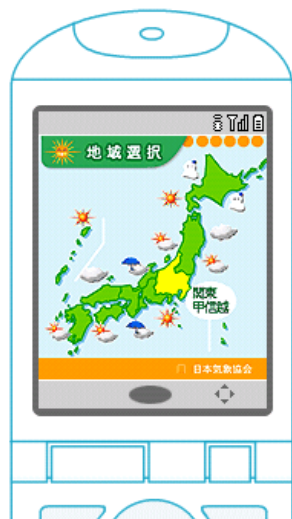 地域選択
関東
甲信越
日本気象協会